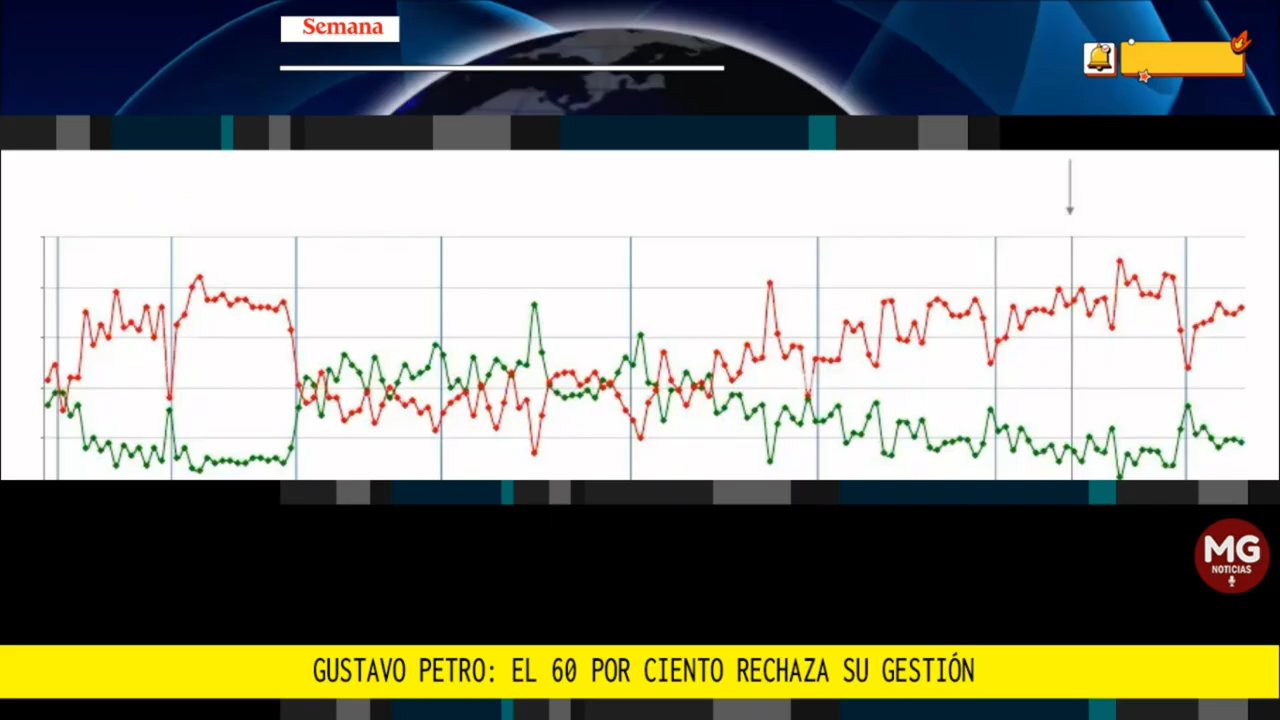 Semana
MG
NOTICIAS
GUSTAVO PETRO: EL 60 POR CIENTO RECHAZA SU GESTIÓN